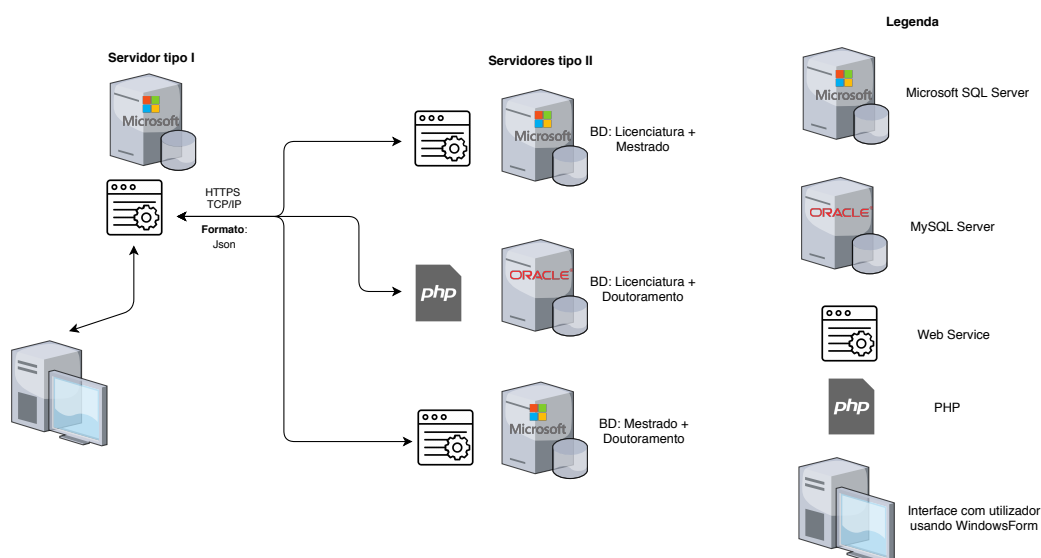 Legenda
Servidor tipo I
Servidores tipo II
Microsoft
Microsoft
BD: Licenciatura +
Mestrado
Microsoft
Microsoft SQL Server
HTTPS
TCP/IP
Formato:
Json
php
ORACLE
BD: Licenciatura +
Doutoramento
ORACLE
MySQL Server
Web Service
Microsoft
BD: Mestrado +
Doutoramento
php
PHP
Interface com utilizador
usando WindowsForm